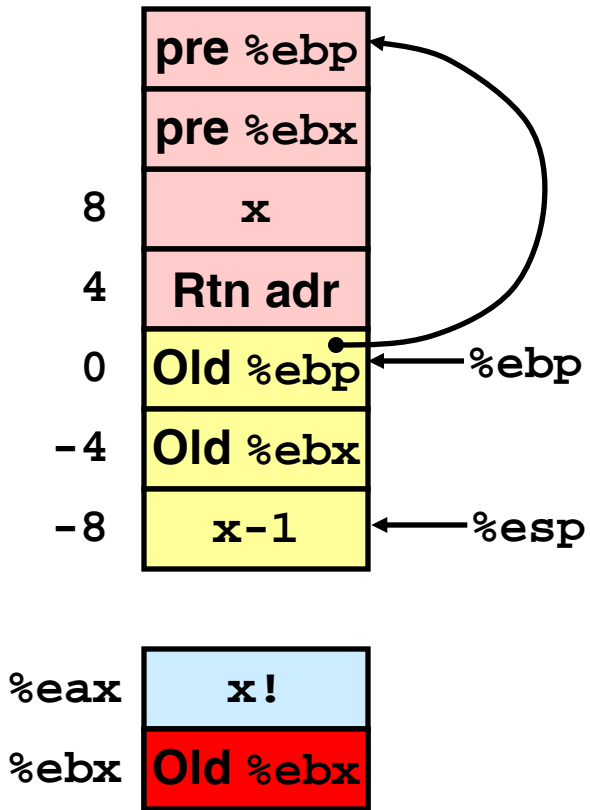 pre %ebp
pre %ebx
8 x
4 Rtn adr
0 Old %ebp %ebp
-4 Old %ebx
-8 x-1 %esp
%eax x!
%ebx Old %ebx